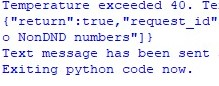 Temperature exceeded 40. Te
{"return":true,"request_id"
o NonDND numbers"]}
Text message has been sent
Exiting python code now.